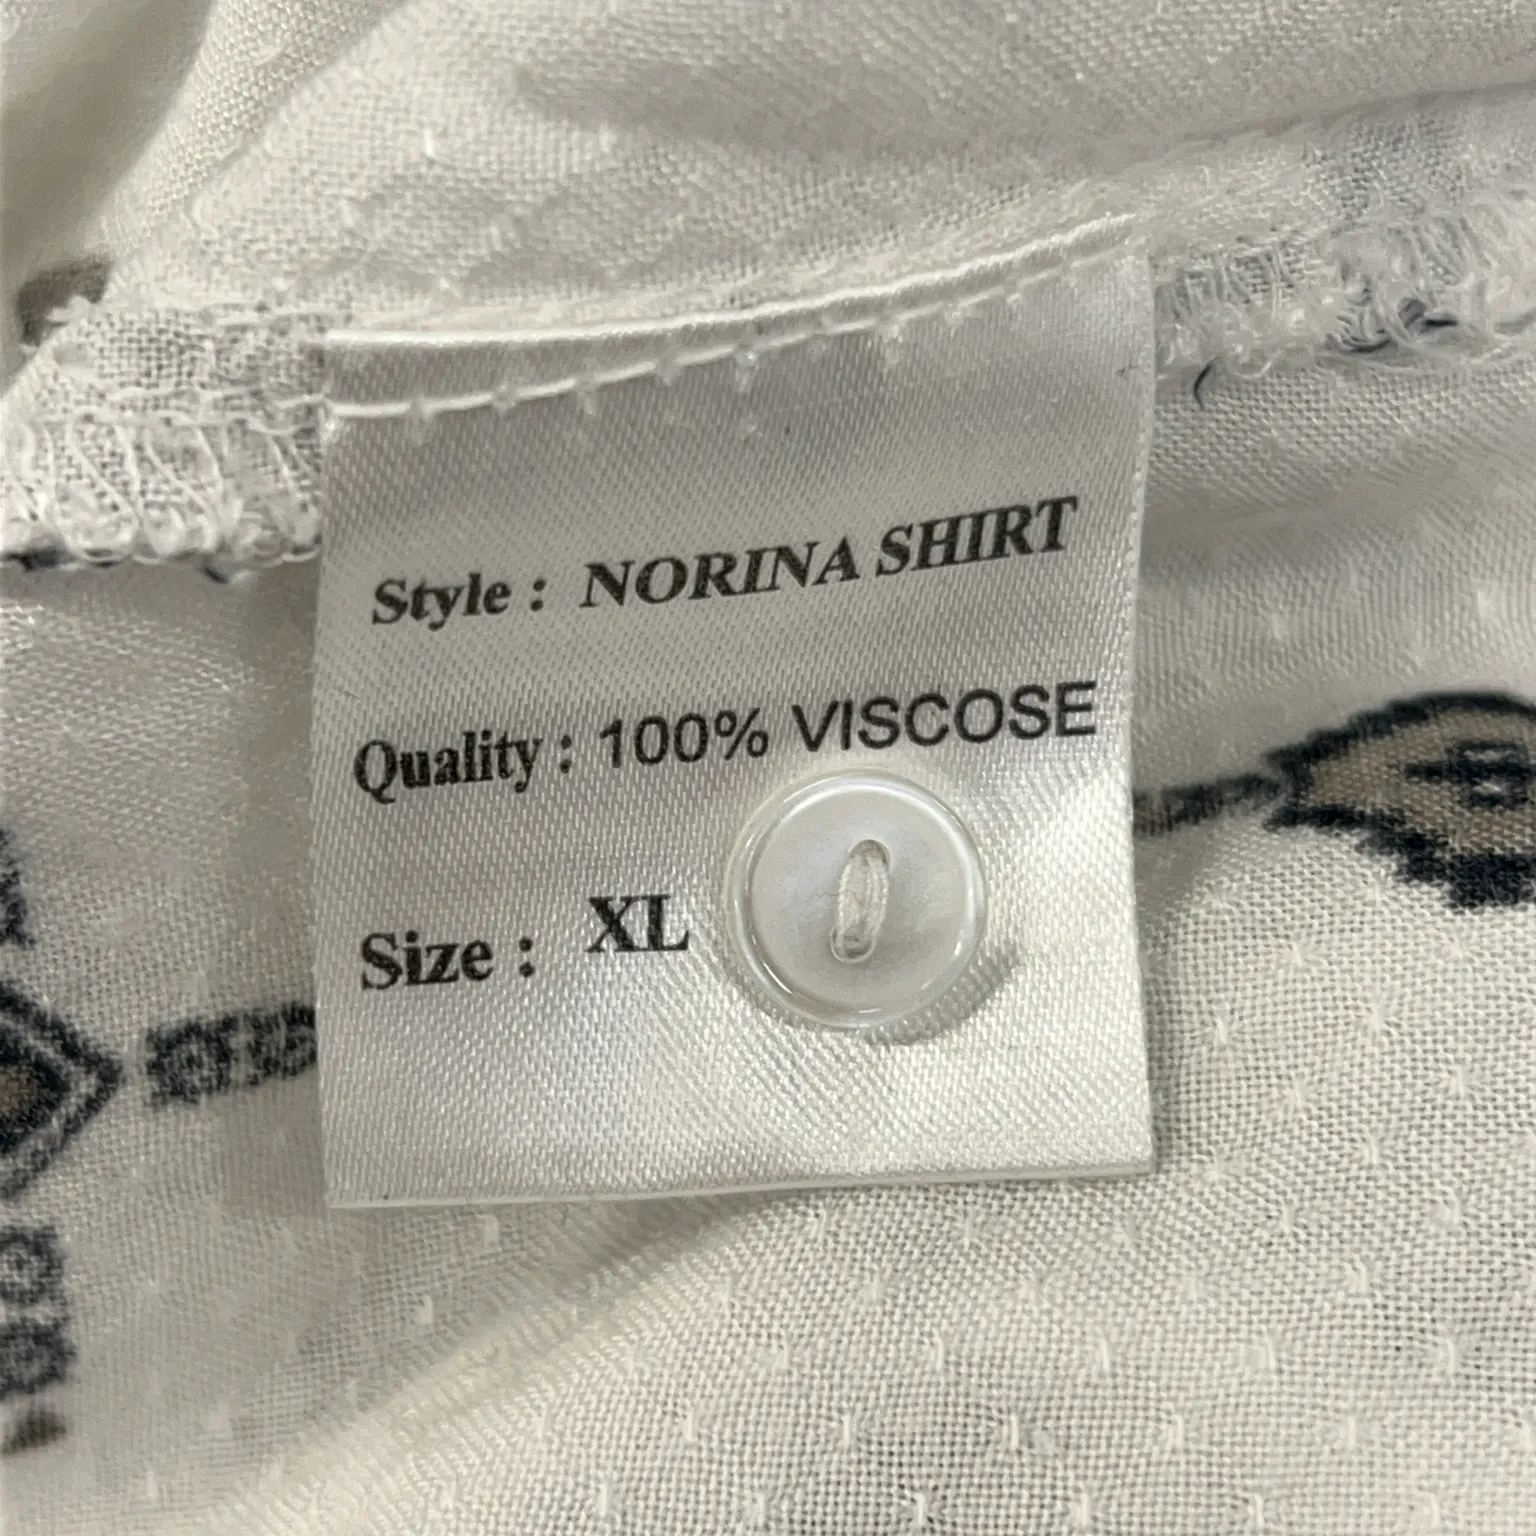 Style : NORINA SHIRT
Quality : 100% VISCOSE
Size : XL